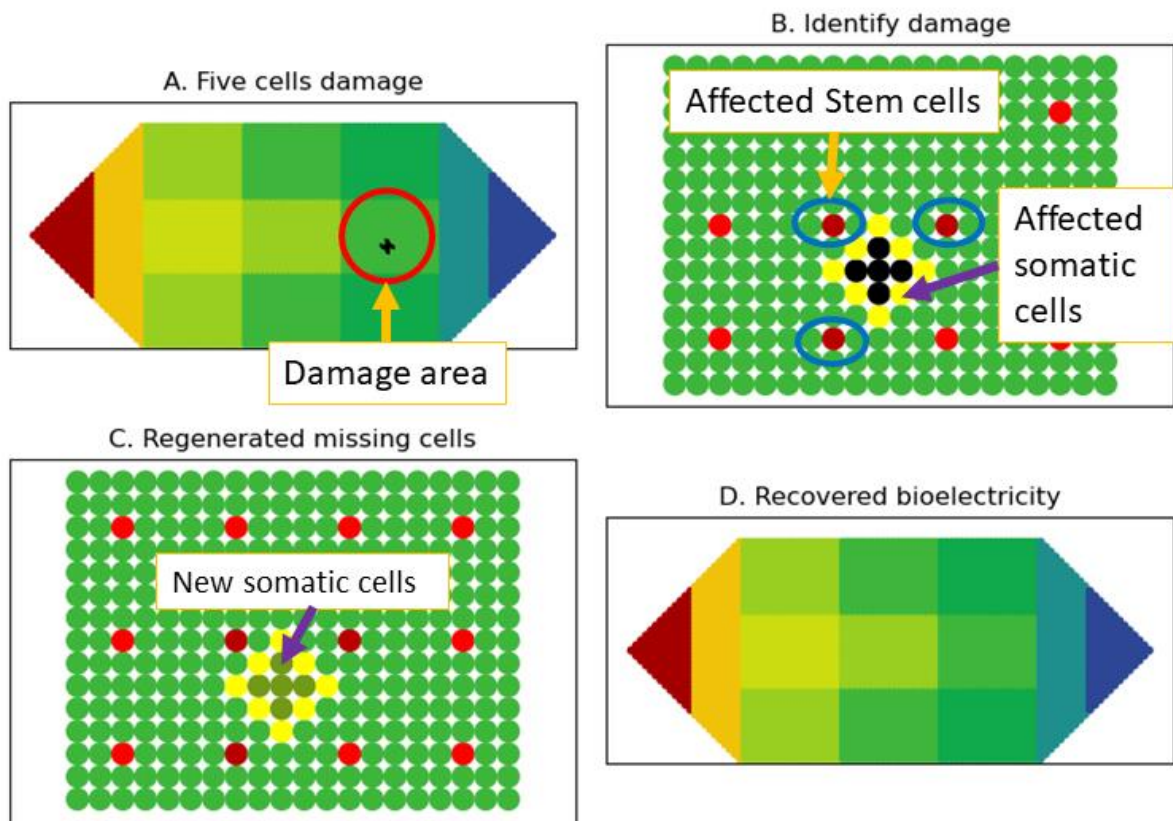 A. Five cells damage
Damage area
B. Identify damage
Affected Stem cells
Affected
somatic
cells
C. Regenerated missing cells
New somatic cells
D. Recovered bioelectricity